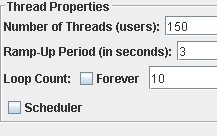 Thread Properties
Number of Threads (users): 150
Ramp-Up Period (in seconds): 3
Loop Count: Forever 10
Scheduler